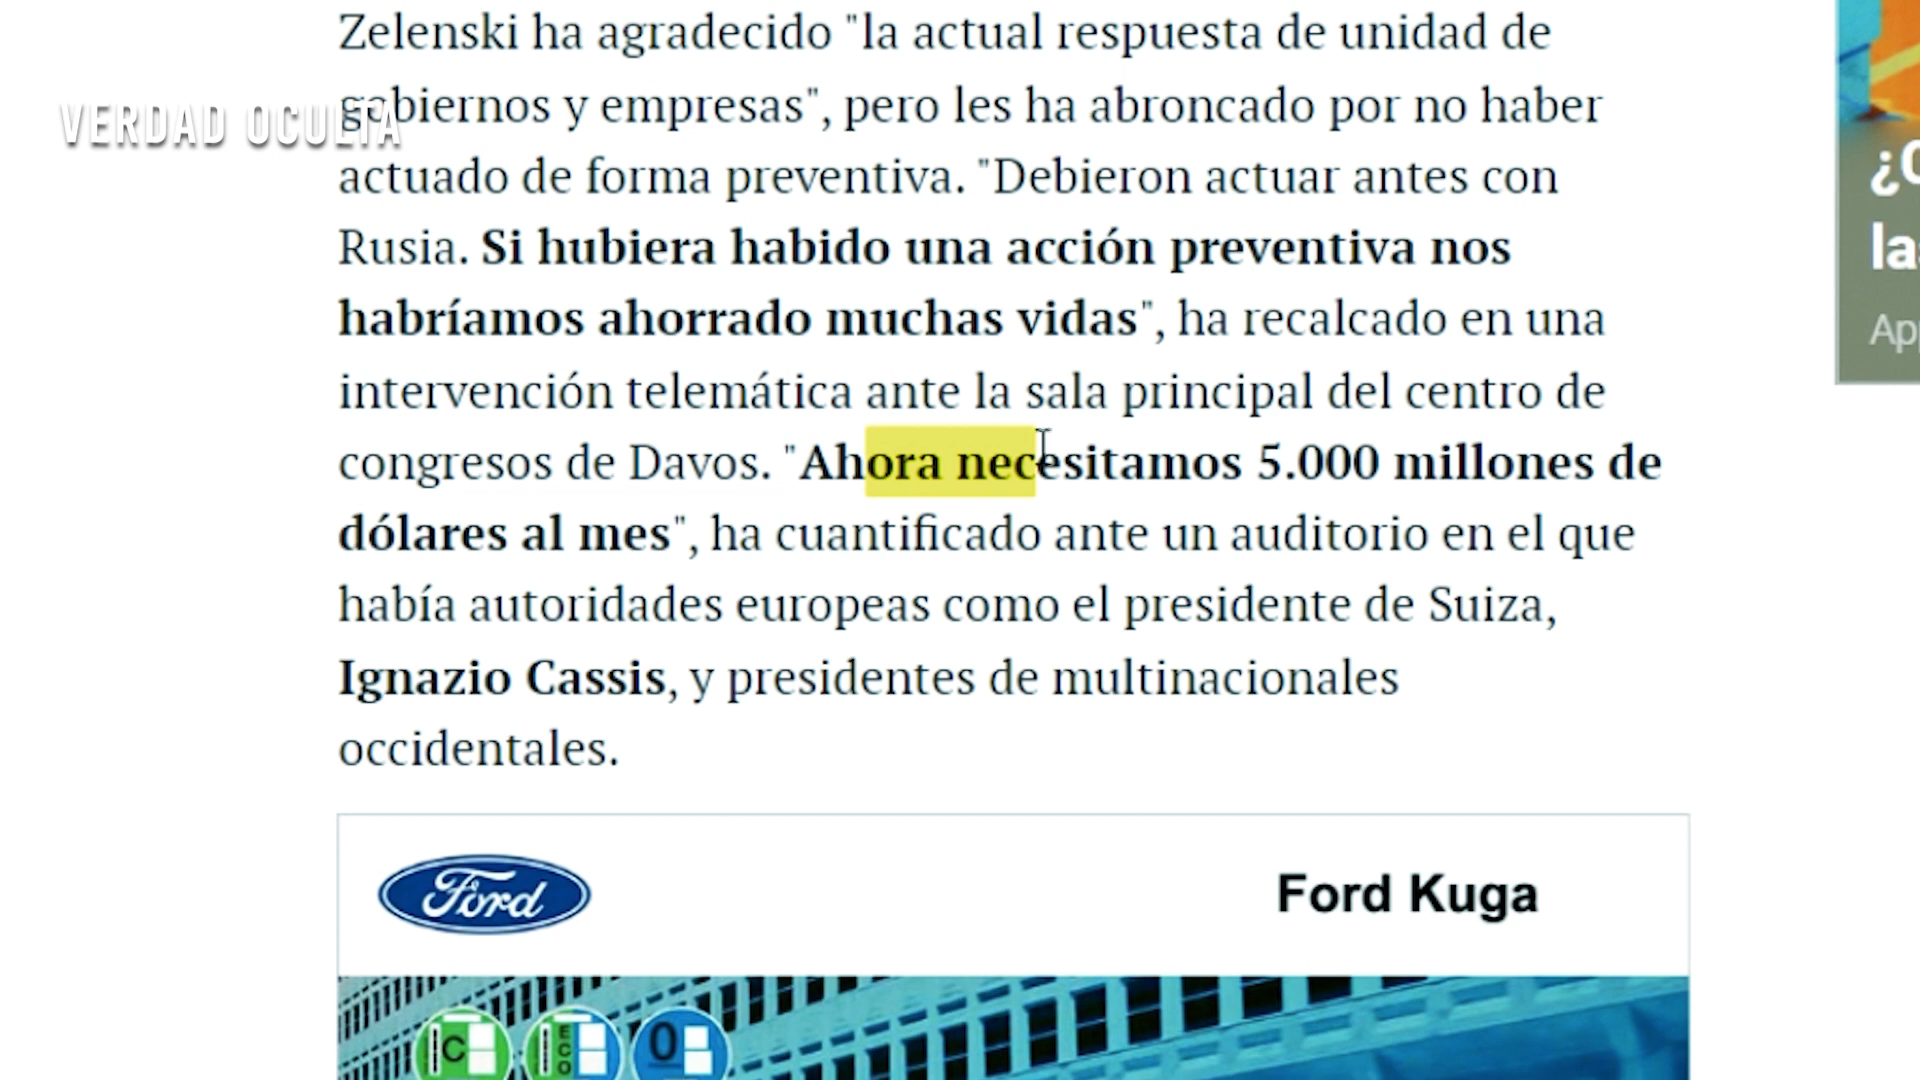 Zelenski ha agradecido "la actual respuesta de unidad de
gobiernos y empresas", pero les ha abroncado por no haber
VERDAD OCULTA
actuado de forma preventiva. "Debieron actuar antes con
Rusia. Si hubiera habido una acción preventiva nos
habríamos ahorrado muchas vidas", ha recalcado en una
intervención telemática ante la sala principal del centro de
congresos de Davos. "Ahora necesitamos 5.000 millones de
dólares al mes", ha cuantificado ante un auditorio en el que
había autoridades europeas como el presidente de Suiza,
Ignazio Cassis, y presidentes de multinacionales
occidentales.
Ford
Ford Kuga
C
ECO
0